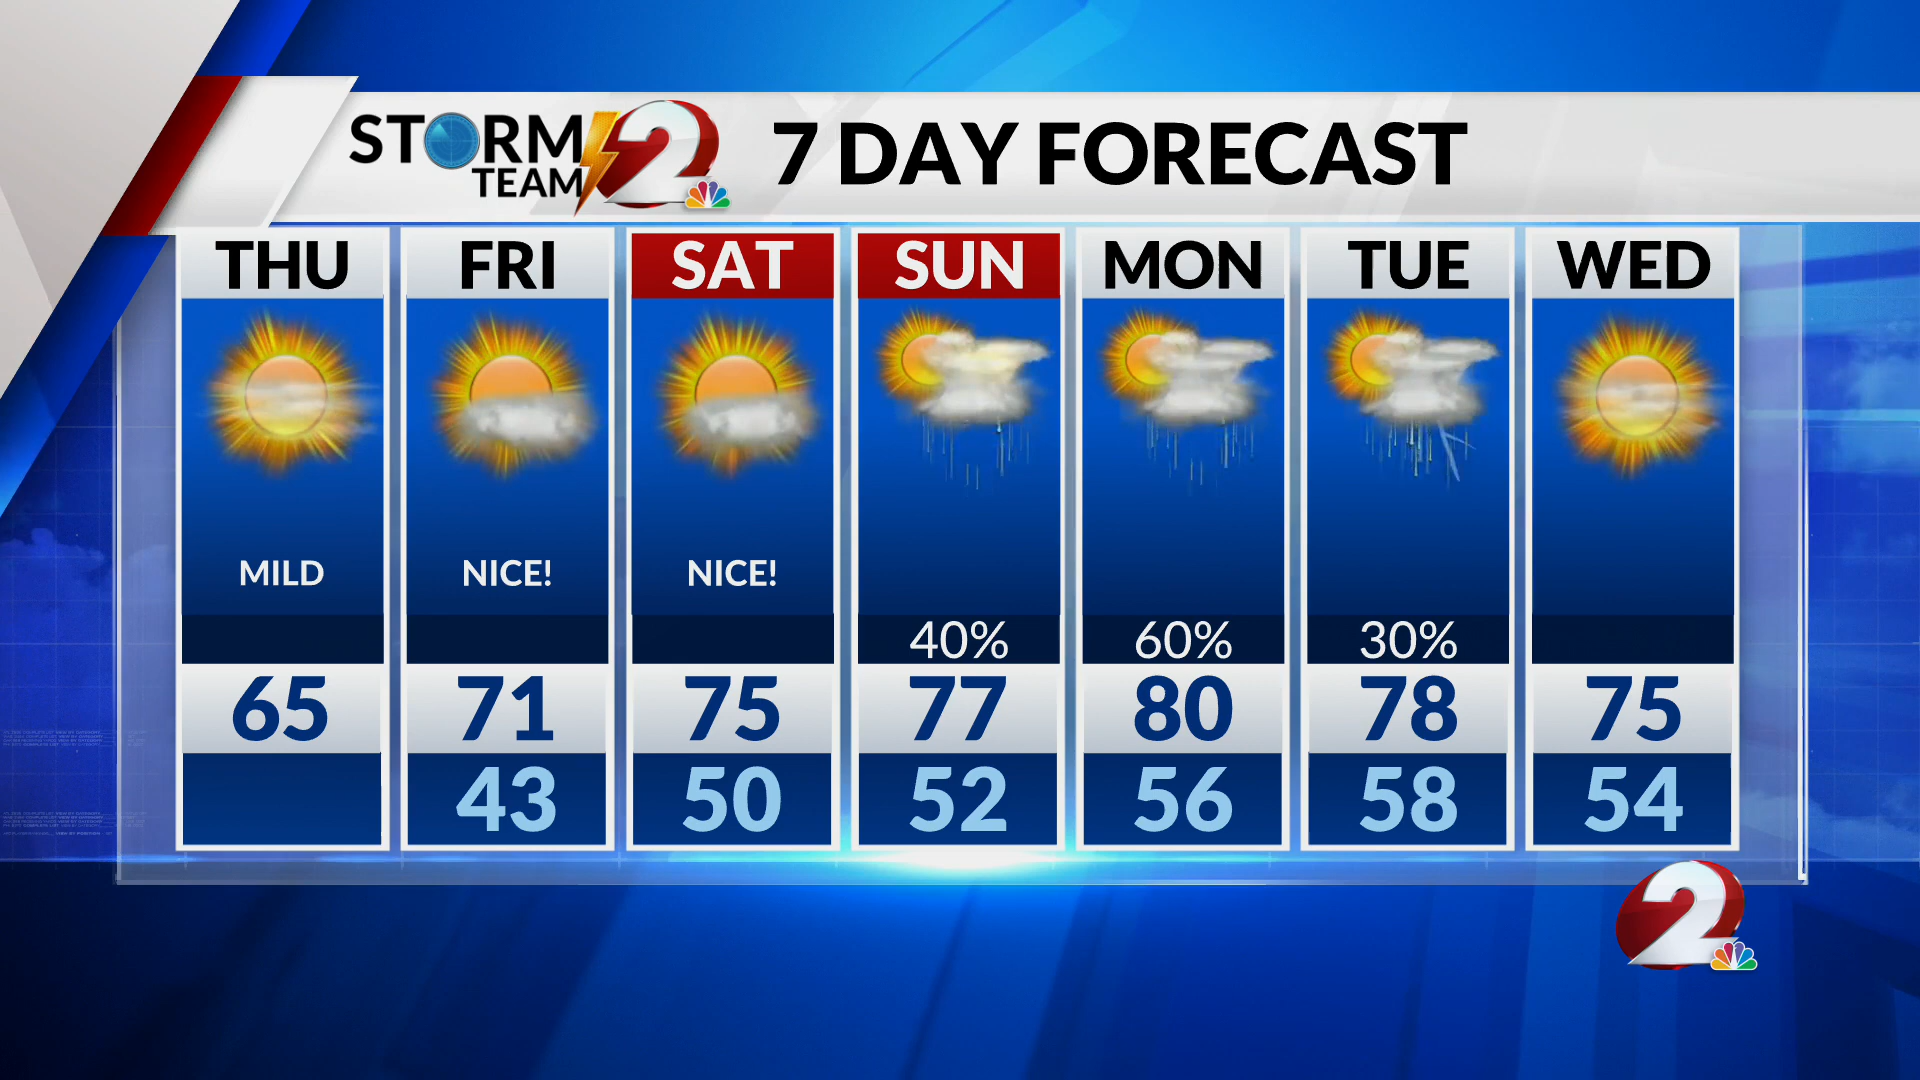 STORM TEAM 2
7 DAY FORECAST
THU FRI SAT SUN MON TUE WED
MILD NICE! NICE!
40% 60% 30%
65 71 75 77 80 78 75
43 50 52 56 58 54
2